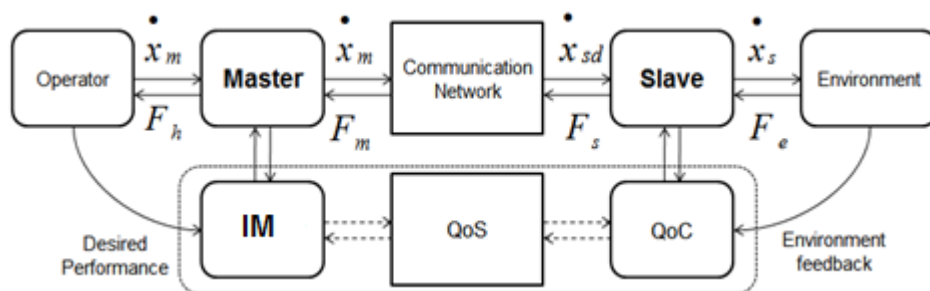 ẋm ẋm ẋsd ẋs
Operator Master Communication Network Slave Environment
Fh Fm Fs Fe
IM QoS QoC
Desired
Performance
Environment
feedback